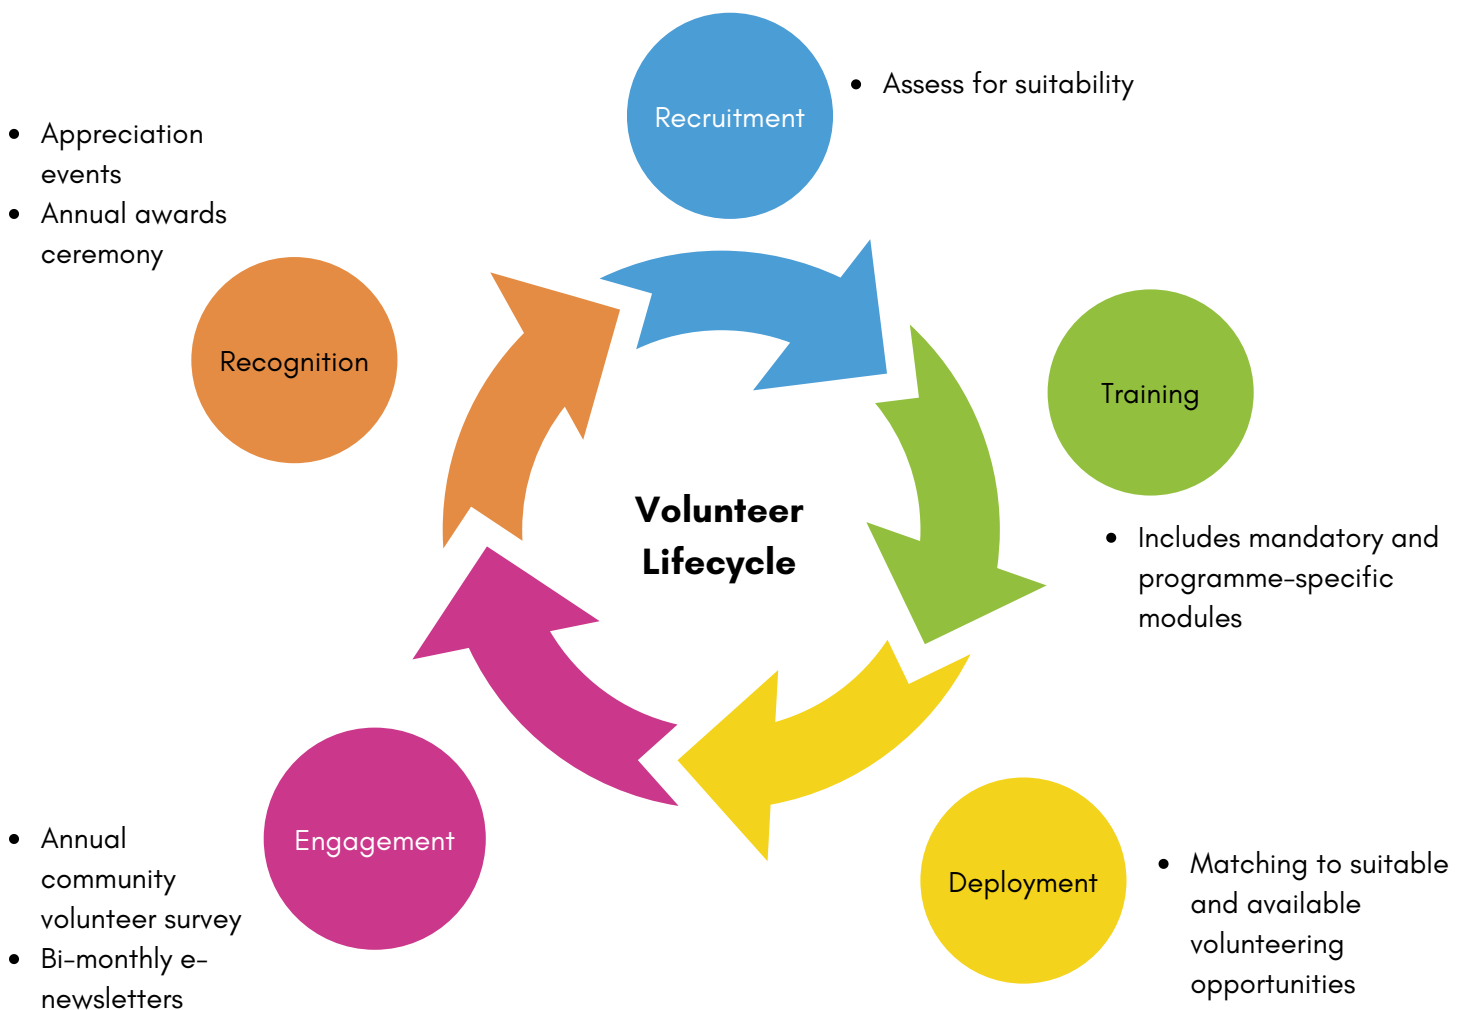 Recruitment
• Assess for suitability
Training
• Includes mandatory and
programme-specific
modules
Deployment
• Matching to suitable
and available
volunteering
opportunities
Engagement
• Annual
community
volunteer survey
• Bi-monthly e-
newsletters
Recognition
• Appreciation
events
• Annual awards
ceremony
Volunteer
Lifecycle